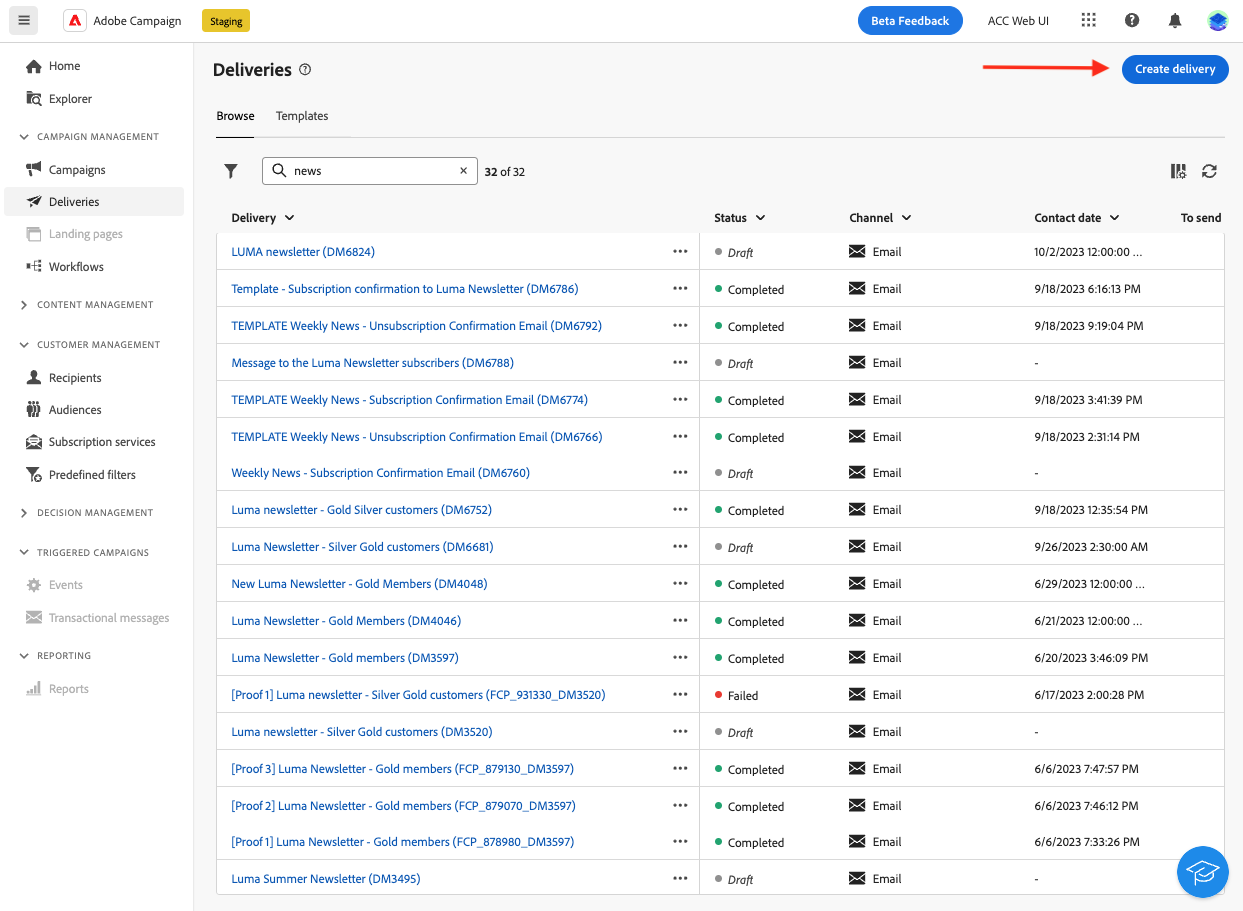 Adobe Campaign Staging Beta Feedback ACC Web UI
Home
Explorer
CAMPAIGN MANAGEMENT
Campaigns
Deliveries
Landing pages
Workflows
CONTENT MANAGEMENT
CUSTOMER MANAGEMENT
Recipients
Audiences
Subscription services
Predefined filters
DECISION MANAGEMENT
TRIGGERED CAMPAIGNS
Events
Transactional messages
REPORTING
Reports
Deliveries Create delivery
Browse Templates
news 32 of 32
Delivery Status Channel Contact date To send
LUMA newsletter (DM6824) ••• Draft Email 10/2/2023 12:00:00 ...
Template - Subscription confirmation to Luma Newsletter (DM6786) ••• Completed Email 9/18/2023 6:16:13 PM
TEMPLATE Weekly News - Unsubscription Confirmation Email (DM6792) ••• Completed Email 9/18/2023 9:19:04 PM
Message to the Luma Newsletter subscribers (DM6788) ••• Draft Email -
TEMPLATE Weekly News - Subscription Confirmation Email (DM6774) ••• Completed Email 9/18/2023 3:41:39 PM
TEMPLATE Weekly News - Unsubscription Confirmation Email (DM6766) ••• Completed Email 9/18/2023 2:31:14 PM
Weekly News - Subscription Confirmation Email (DM6760) ••• Draft Email -
Luma newsletter - Gold Silver customers (DM6752) ••• Completed Email 9/18/2023 12:35:54 PM
Luma Newsletter - Silver Gold customers (DM6681) ••• Draft Email 9/26/2023 2:30:00 AM
New Luma Newsletter - Gold Members (DM4048) ••• Completed Email 6/29/2023 12:00:00 ...
Luma Newsletter - Gold Members (DM4046) ••• Completed Email 6/21/2023 12:00:00 ...
Luma Newsletter - Gold members (DM3597) ••• Completed Email 6/20/2023 3:46:09 PM
[Proof 1] Luma newsletter - Silver Gold customers (FCP_931330_DM3520) ••• Failed Email 6/17/2023 2:00:28 PM
Luma newsletter - Silver Gold customers (DM3520) ••• Draft Email -
[Proof 3] Luma Newsletter - Gold members (FCP_879130_DM3597) ••• Completed Email 6/6/2023 7:47:57 PM
[Proof 2] Luma Newsletter - Gold members (FCP_879070_DM3597) ••• Completed Email 6/6/2023 7:46:12 PM
[Proof 1] Luma Newsletter - Gold members (FCP_878980_DM3597) ••• Completed Email 6/6/2023 7:33:26 PM
Luma Summer Newsletter (DM3495) ••• Draft Email -